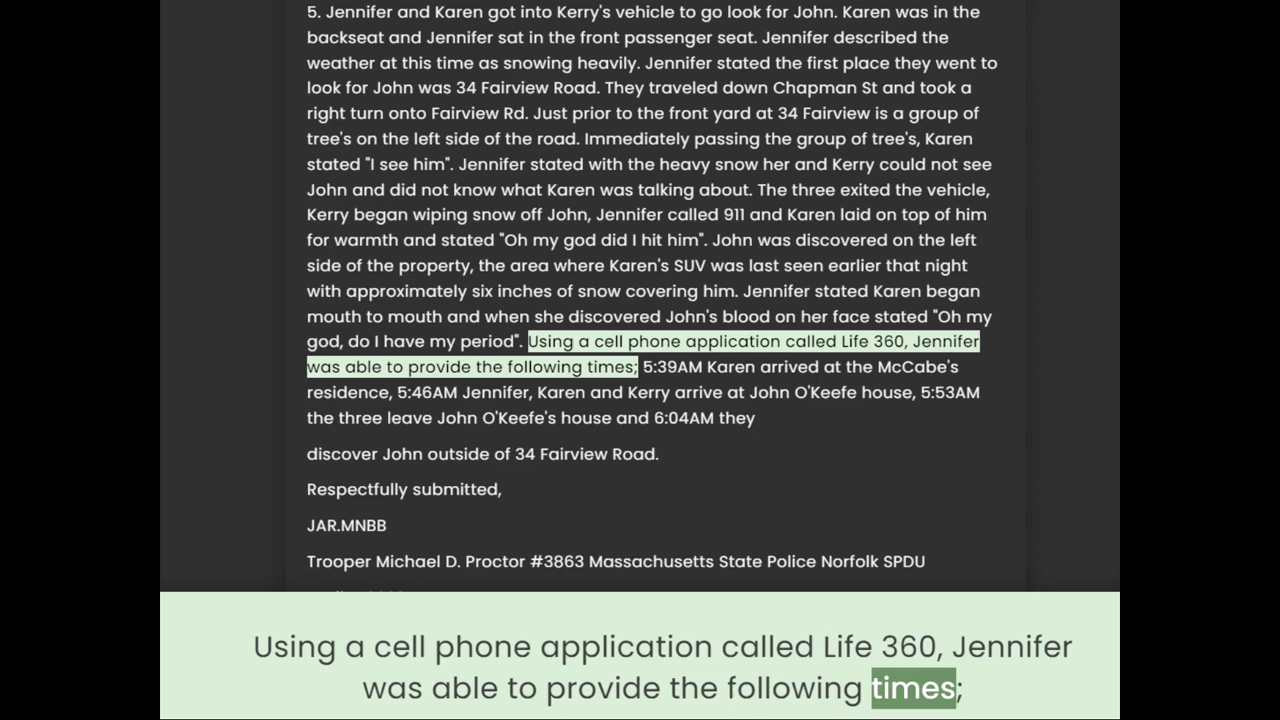 5. Jennifer and Karen got into Kerry's vehicle to go look for John. Karen was in the
backseat and Jennifer sat in the front passenger seat. Jennifer described the
weather at this time as snowing heavily. Jennifer stated the first place they went to
look for John was 34 Fairview Road. They traveled down Chapman St and took a
right turn onto Fairview Rd. Just prior to the front yard at 34 Fairview is a group of
tree's on the left side of the road. Immediately passing the group of tree's, Karen
stated "I see him". Jennifer stated with the heavy snow her and Kerry could not see
John and did not know what Karen was talking about. The three exited the vehicle,
Kerry began wiping snow off John, Jennifer called 911 and Karen laid on top of him
for warmth and stated "Oh my god did I hit him". John was discovered on the left
side of the property, the area where Karen's SUV was last seen earlier that night
with approximately six inches of snow covering him. Jennifer stated Karen began
mouth to mouth and when she discovered John's blood on her face stated "Oh my
god, do I have my period". Using a cell phone application called Life 360, Jennifer
was able to provide the following times; 5:39AM Karen arrived at the McCabe's
residence, 5:46AM Jennifer, Karen and Kerry arrive at John O'Keefe house, 5:53AM
the three leave John O'Keefe's house and 6:04AM they
discover John outside of 34 Fairview Road.
Respectfully submitted,
JAR.MNBB
Trooper Michael D. Proctor #3863 Massachusetts State Police Norfolk SPDU
Using a cell phone application called Life 360, Jennifer
was able to provide the following times;